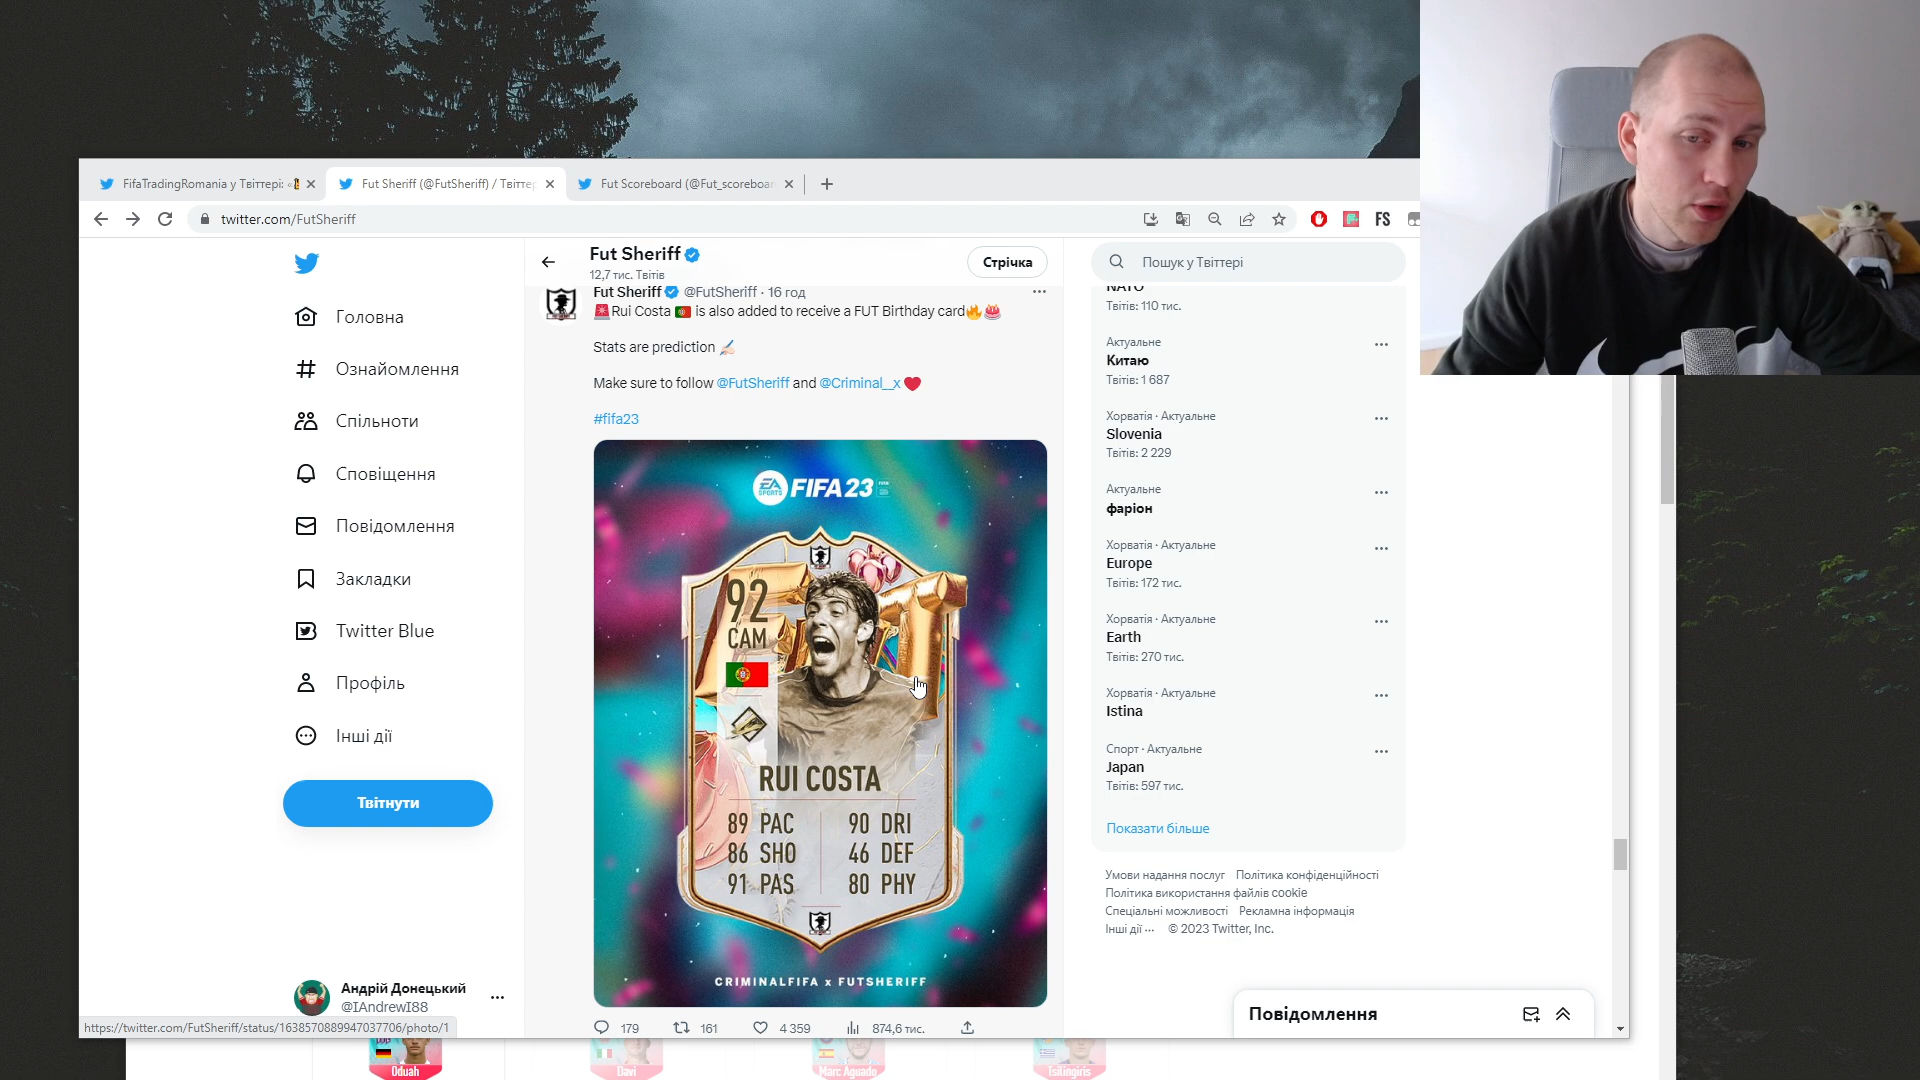 FifaTradingRomania у Твіттері: «
Fut Sheriff (@FutSheriff) / Твіттер
Fut Scoreboard (@Fut_scoreboar
twitter.com/FutSheriff
FS
Головна
Ознайомлення
Спільноти
Сповіщення
Повідомлення
Закладки
Twitter Blue
Профіль
Інші дії
Твітнути
Андрій Донецький
@IAndrewI88
https://twitter.com/FutSheriff/status/1638570889947037706/photo/1
Fut Sheriff
12,7 тис. Твітів
Стрічка
Fut Sheriff @FutSheriff · 16 год
🚨Rui Costa 🇵🇹 is also added to receive a FUT Birthday card🔥🎂
Stats are prediction ✍🏻
Make sure to follow @FutSheriff and @Criminal__x ❤️
#fifa23
EA SPORTS FIFA 23
92
CAM
RUI COSTA
89 PAC 90 DRI
86 SHO 46 DEF
91 PAS 80 PHY
CRIMINALFIFA x FUTSHERIFF
179 161 4 359 874,6 тис.
Пошук у Твіттері
NATO
Твітів: 110 тис.
Актуальне
Китаю
Твітів: 1 687
Хорватія · Актуальне
Slovenia
Твітів: 2 229
Актуальне
фаріон
Хорватія · Актуальне
Europe
Твітів: 172 тис.
Хорватія · Актуальне
Earth
Твітів: 270 тис.
Хорватія · Актуальне
Istina
Спорт · Актуальне
Japan
Твітів: 597 тис.
Показати більше
Умови надання послуг Політика конфіденційності
Політика використання файлів cookie
Спеціальні можливості Рекламна інформація
Інші дії ··· © 2023 Twitter, Inc.
Повідомлення
Oduah
Davi
Marc Aguado
Tsilingiris